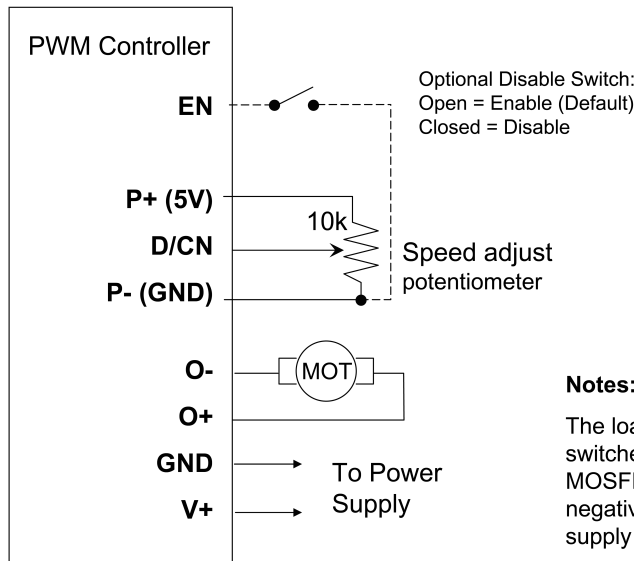 PWM Controller
EN
Optional Disable Switch:
Open = Enable (Default)
Closed = Disable
P+ (5V)
10k
D/CN
Speed adjust
potentiometer
P- (GND)
O-
MOT
O+
GND
To Power
Supply
V+
Notes:
The loa
switche
MOSF
negativ
supply